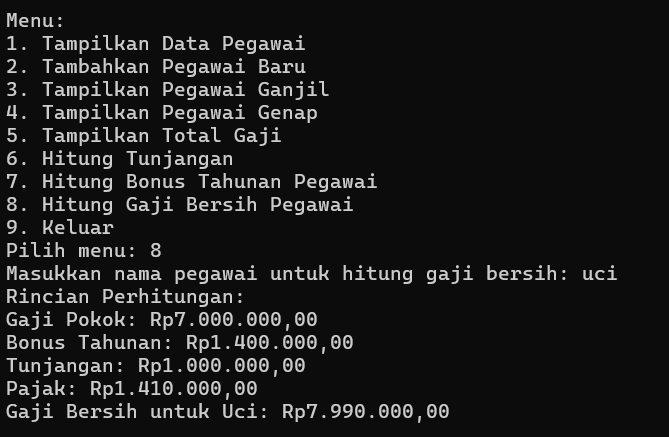 Menu:
1. Tampilkan Data Pegawai
2. Tambahkan Pegawai Baru
3. Tampilkan Pegawai Ganjil
4. Tampilkan Pegawai Genap
5. Tampilkan Total Gaji
6. Hitung Tunjangan
7. Hitung Bonus Tahunan Pegawai
8. Hitung Gaji Bersih Pegawai
9. Keluar
Pilih menu: 8
Masukkan nama pegawai untuk hitung gaji bersih: uci
Rincian Perhitungan:
Gaji Pokok: Rp7.000.000,00
Bonus Tahunan: Rp1.400.000,00
Tunjangan: Rp1.000.000,00
Pajak: Rp1.410.000,00
Gaji Bersih untuk Uci: Rp7.990.000,00